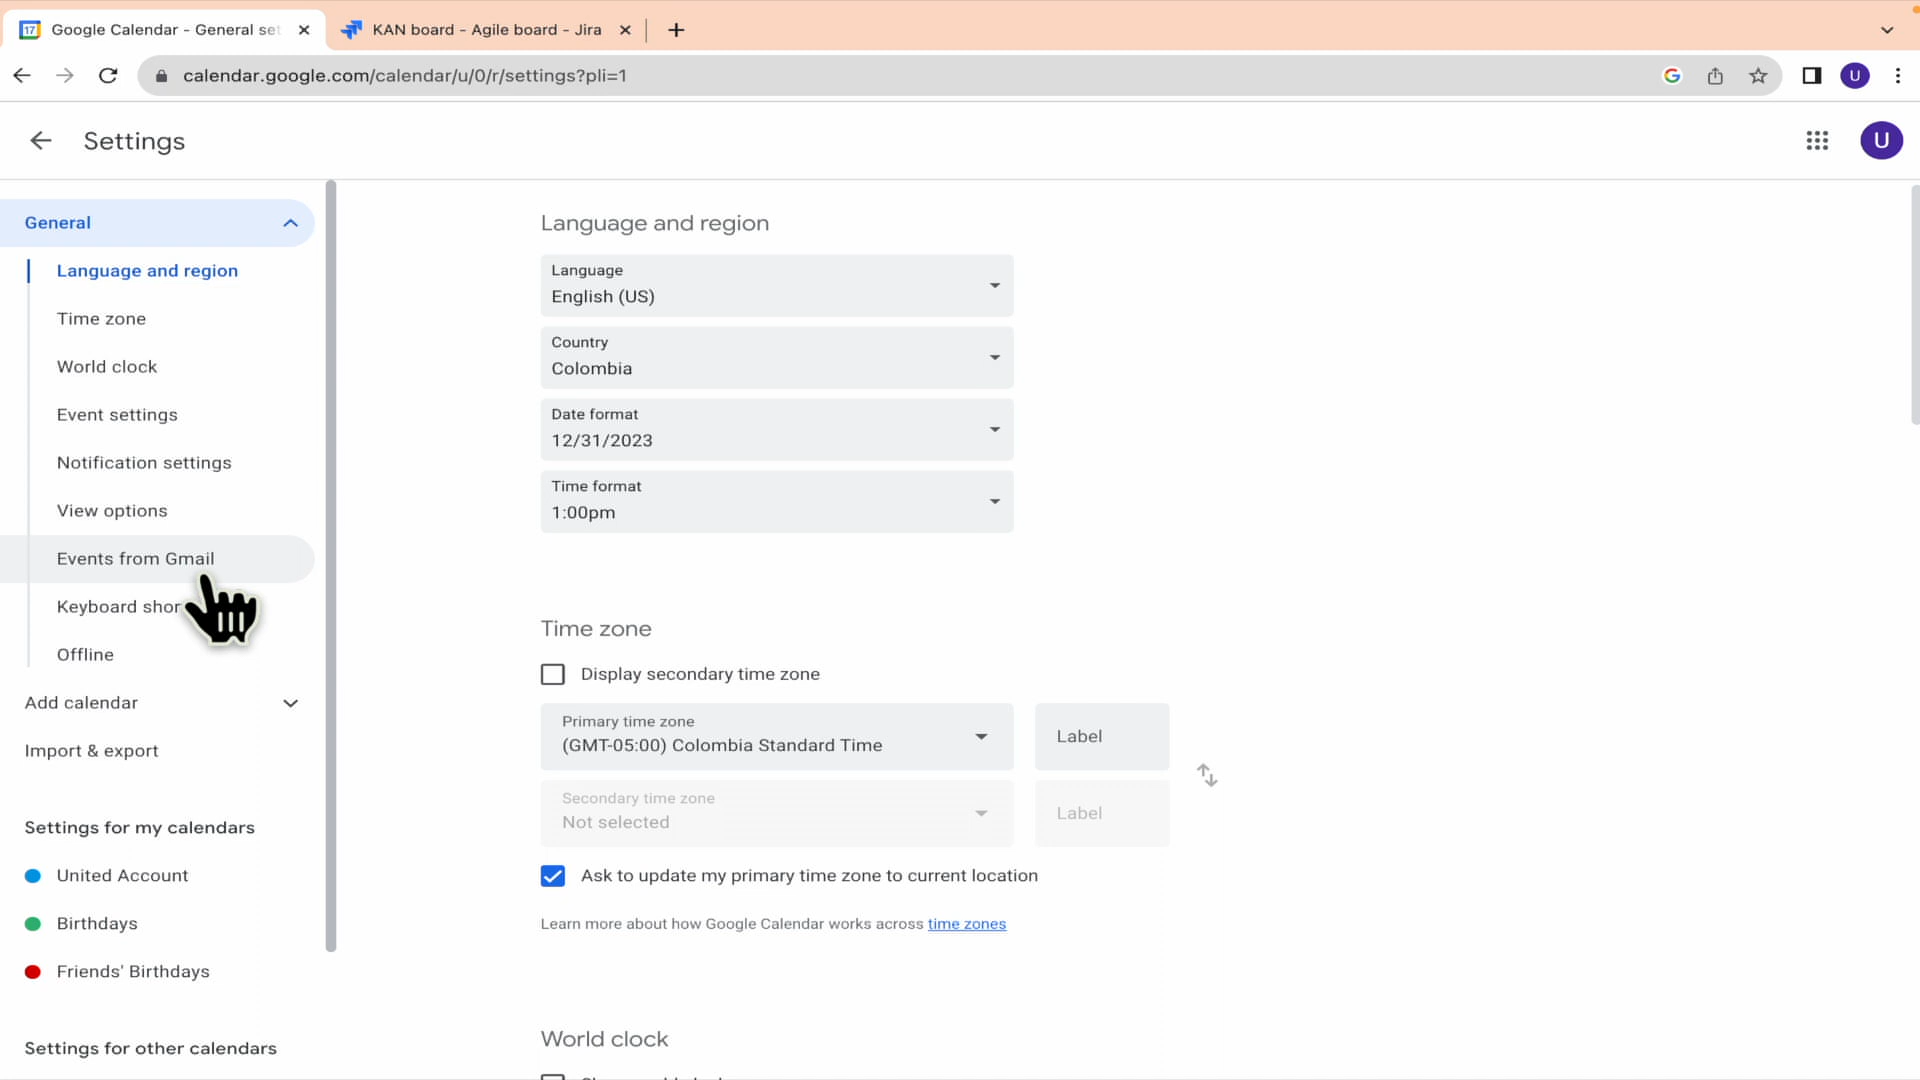 17 Google Calendar - General set
KAN board - Agile board - Jira
calendar.google.com/calendar/u/0/r/settings?pli=1
G
U
Settings
U
General
Language and region
Time zone
World clock
Event settings
Notification settings
View options
Events from Gmail
Keyboard shor
Offline
Add calendar
Import & export
Settings for my calendars
United Account
Birthdays
Friends' Birthdays
Settings for other calendars
Language and region
Language
English (US)
Country
Colombia
Date format
12/31/2023
Time format
1:00pm
Time zone
Display secondary time zone
Primary time zone
(GMT-05:00) Colombia Standard Time
Label
Secondary time zone
Not selected
Label
Ask to update my primary time zone to current location
Learn more about how Google Calendar works across time zones
World clock